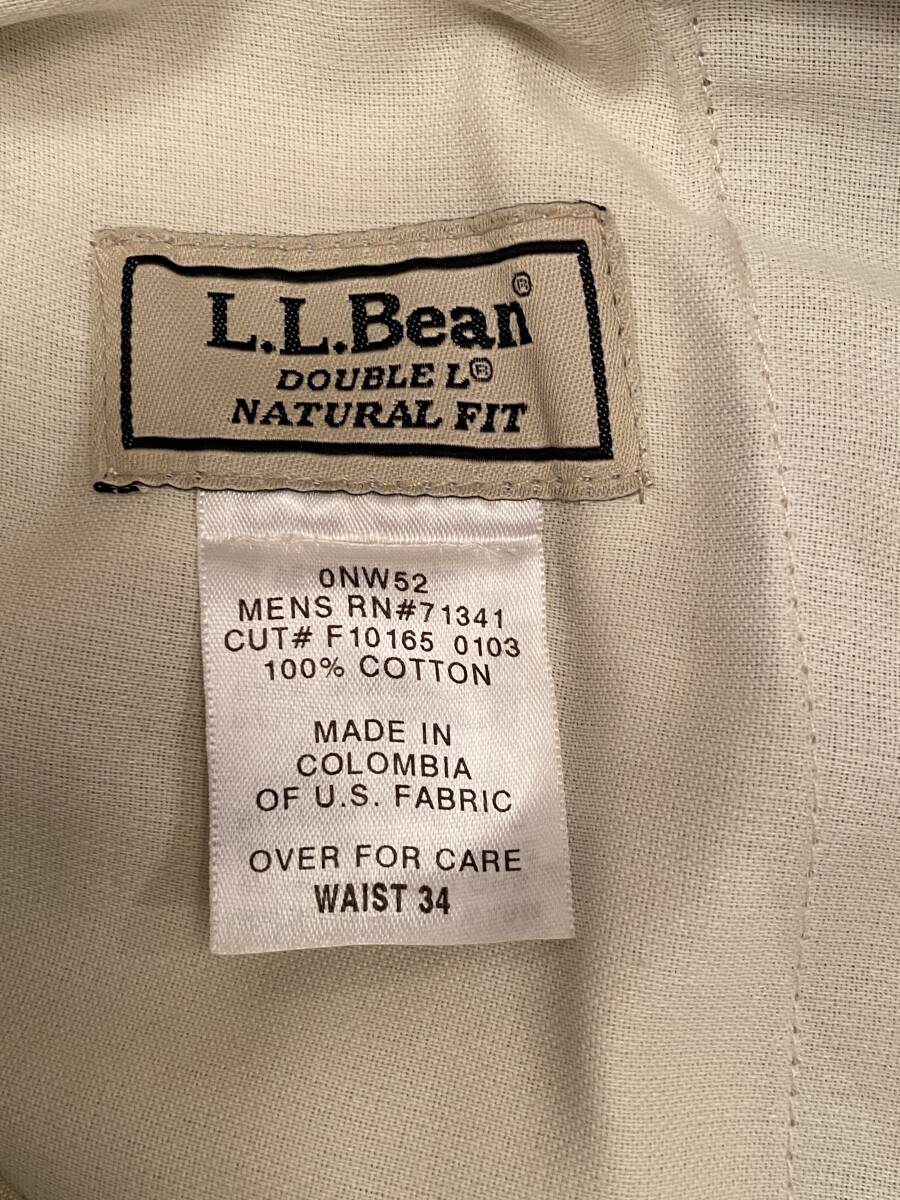 L.L.Bean®
DOUBLE L®
NATURAL FIT
0NW52
MENS RN#71341
CUT# F10165 0103
100% COTTON
MADE IN
COLOMBIA
OF U.S. FABRIC
OVER FOR CARE
WAIST 34